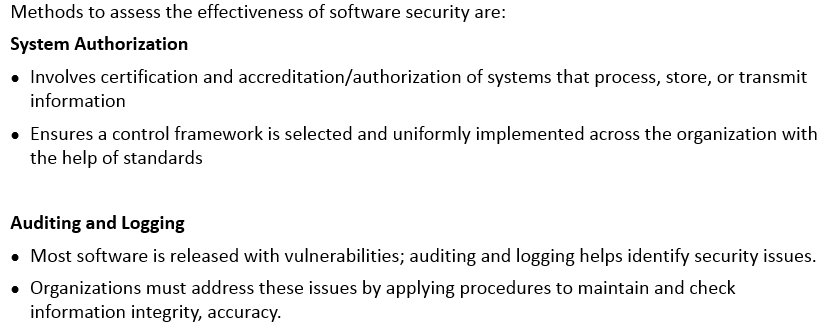 Methods to assess the effectiveness of software security are:
System Authorization
• Involves certification and accreditation/authorization of systems that process, store, or transmit
information
• Ensures a control framework is selected and uniformly implemented across the organization with
the help of standards
Auditing and Logging
• Most software is released with vulnerabilities; auditing and logging helps identify security issues.
• Organizations must address these issues by applying procedures to maintain and check
information integrity, accuracy.